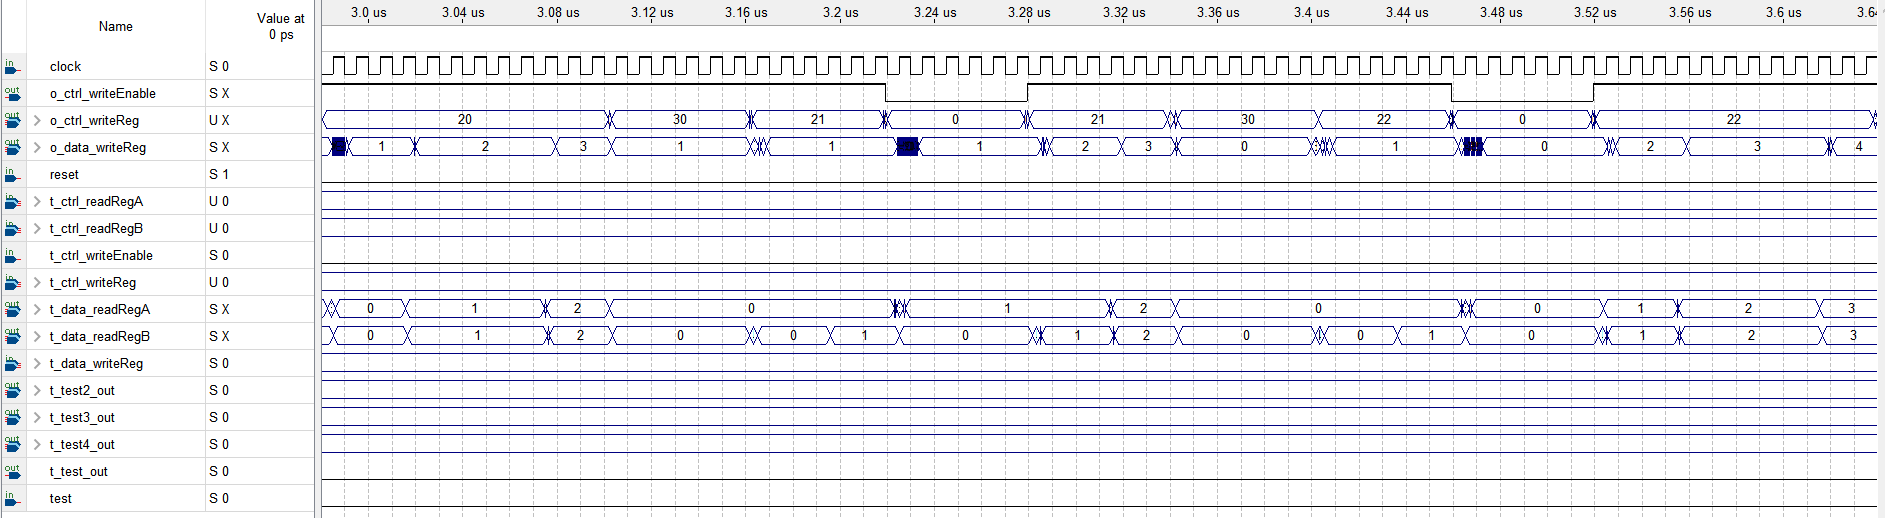 Name Value at 0 ps 3.0 us 3.04 us 3.08 us 3.12 us 3.16 us 3.2 us 3.24 us 3.28 us 3.32 us 3.36 us 3.4 us 3.44 us 3.48 us 3.52 us 3.56 us 3.6 us 3.64
in clock S 0
out o_ctrl_writeEnable S X
out o_ctrl_writeReg U X 20 30 21 0 21 30 22 0 22
out o_data_writeReg S X 1 2 3 1 1 1 2 3 0 1 0 2 3 4
in reset S 1
in t_ctrl_readRegA U 0
in t_ctrl_readRegB U 0
in t_ctrl_writeEnable S 0
in t_ctrl_writeReg U 0
out t_data_readRegA S X 0 1 2 0 1 2 0 0 1 2 3
out t_data_readRegB S X 0 1 2 0 0 1 0 1 2 0 0 1 0 1 2 3
in t_data_writeReg S 0
out t_test2_out S 0
out t_test3_out S 0
out t_test4_out S 0
out t_test_out S 0
in test S 0